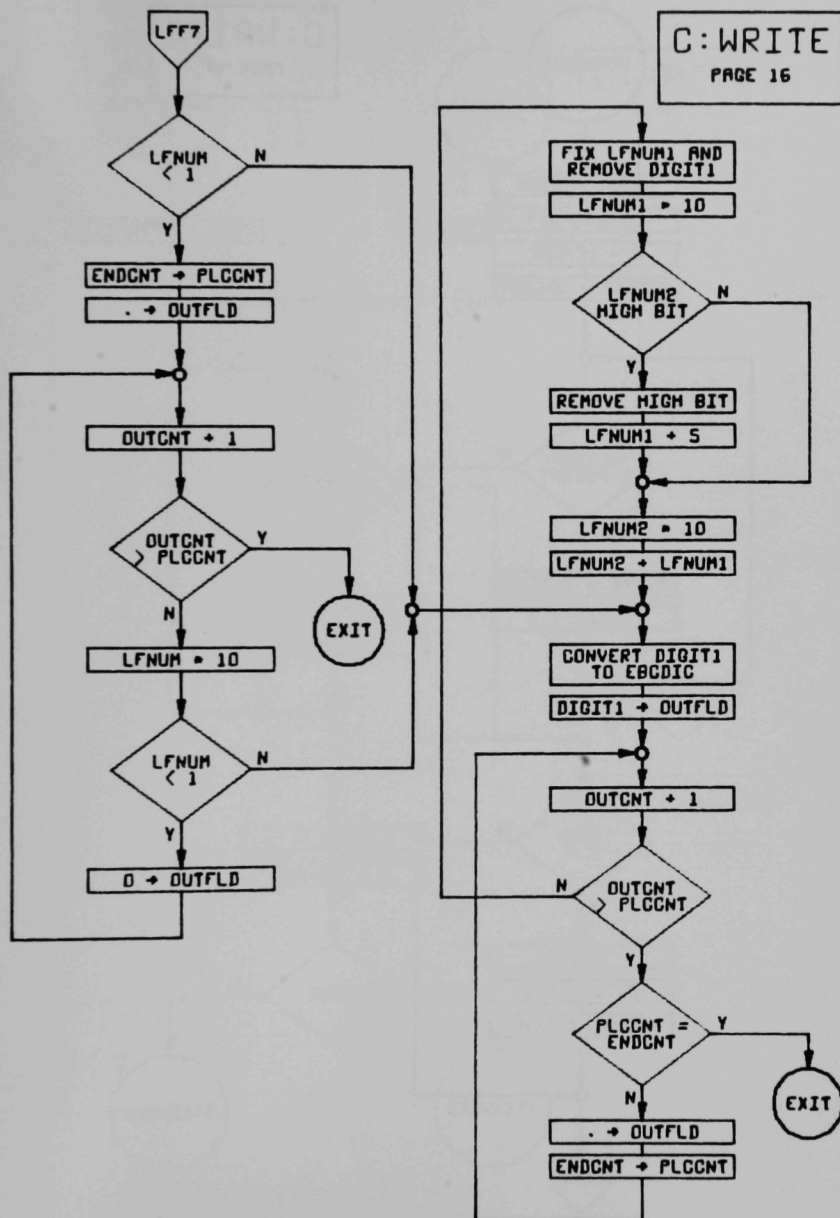 LFF7
C:WRITE
PAGE 16
LFNUM
< 1
N
Y
ENDCNT → PLCCNT
. → OUTFLD
OUTCNT + 1
OUTCNT
> PLCCNT
Y
N
EXIT
LFNUM * 10
LFNUM
< 1
N
Y
0 → OUTFLD
FIX LFNUM1 AND
REMOVE DIGIT1
LFNUM1 * 10
LFNUM2
HIGH BIT
N
Y
REMOVE HIGH BIT
LFNUM1 + 5
LFNUM2 * 10
LFNUM2 + LFNUM1
CONVERT DIGIT1
TO EBCDIC
DIGIT1 → OUTFLD
OUTCNT + 1
OUTCNT
> PLCCNT
N
Y
PLCCNT =
ENDCNT
Y
N
EXIT
. → OUTFLD
ENDCNT → PLCCNT